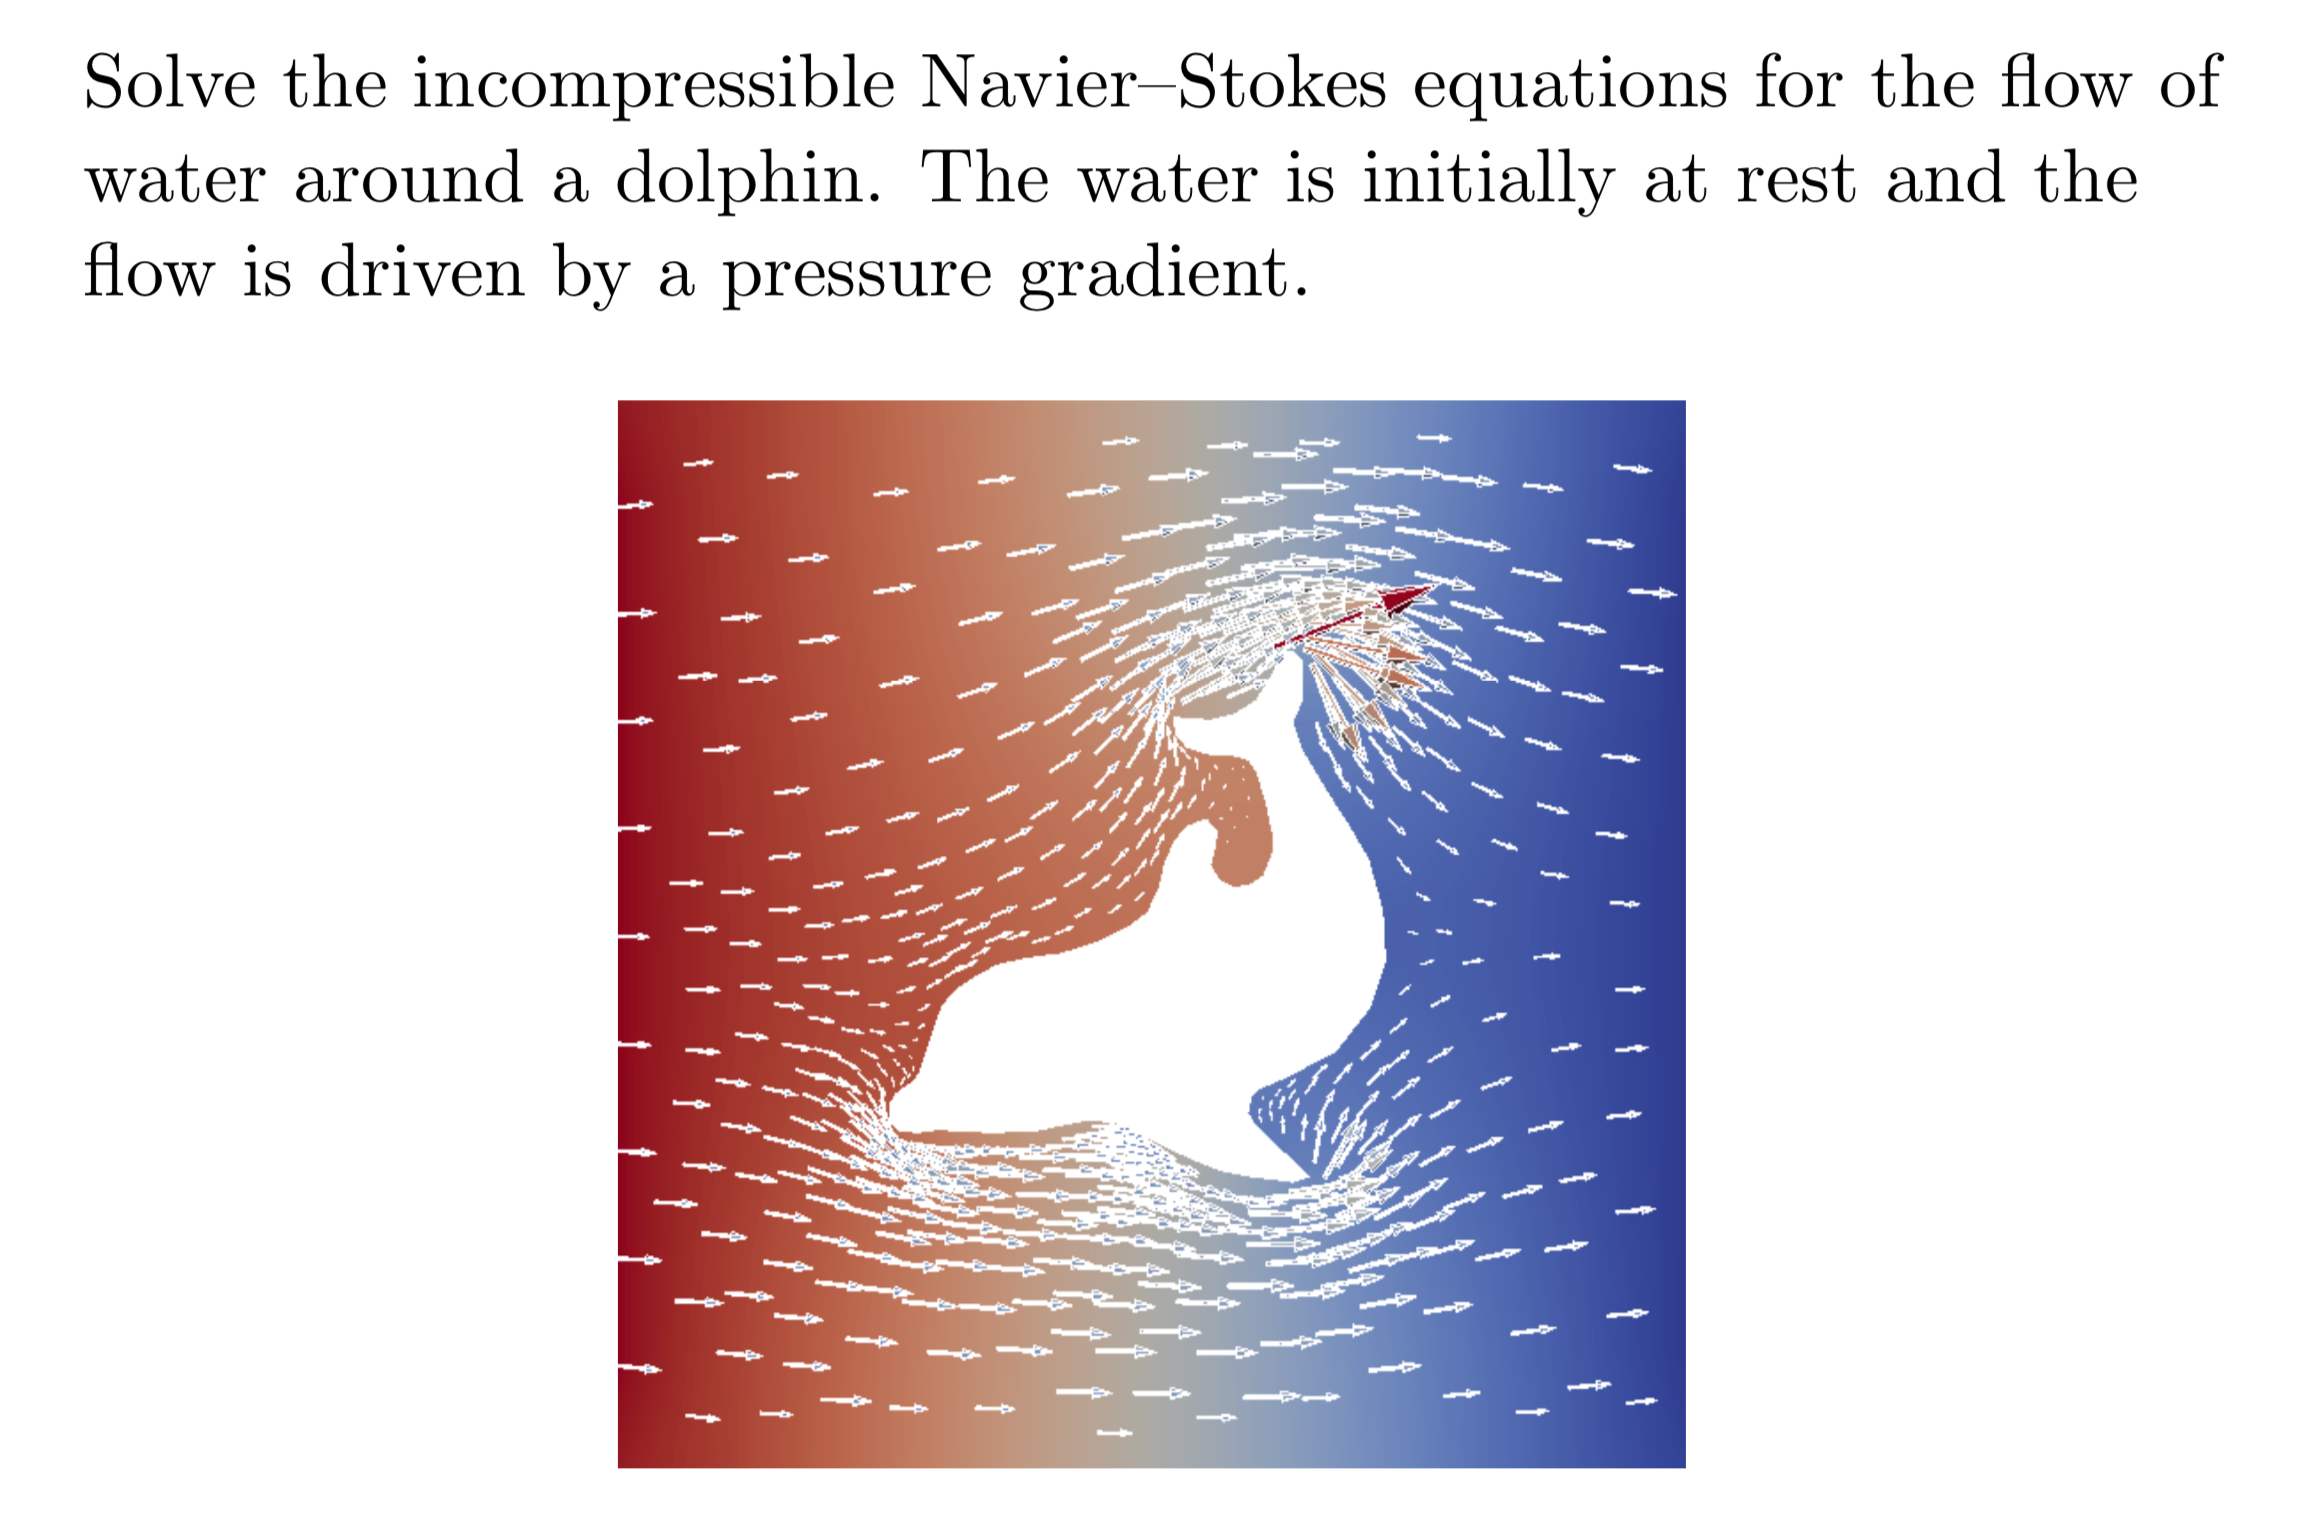 Solve the incompressible Navier–Stokes equations for the flow of
water around a dolphin. The water is initially at rest and the
flow is driven by a pressure gradient.